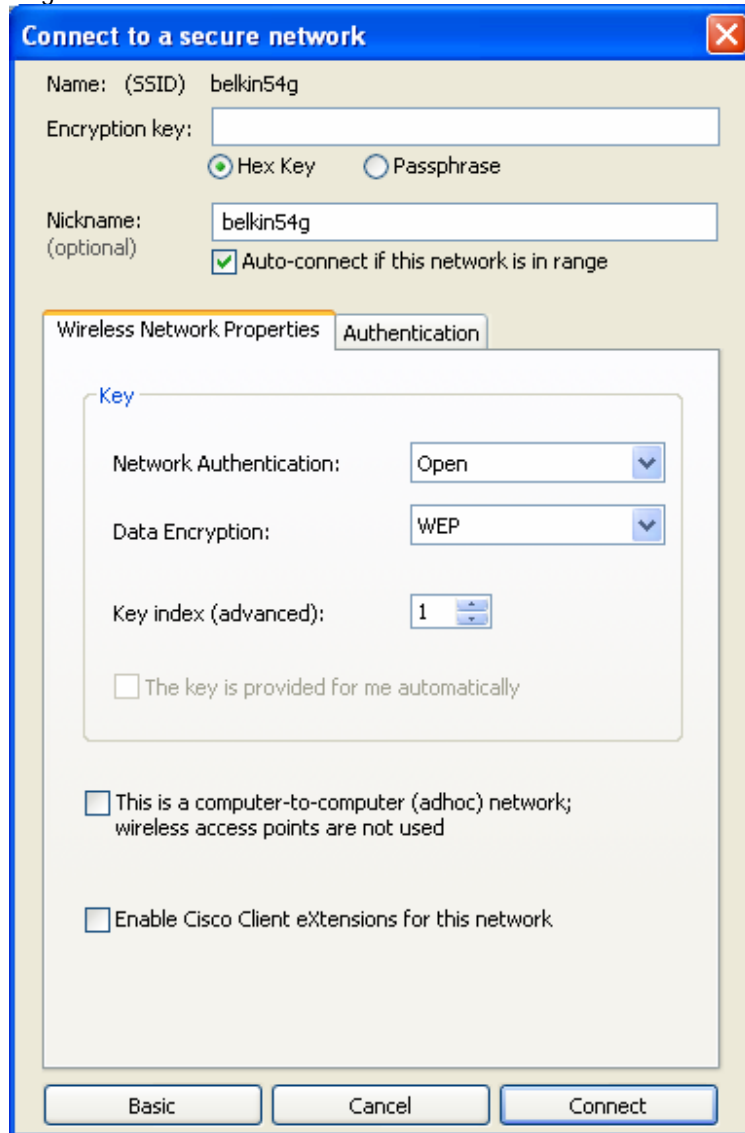 Connect to a secure network
Name: (SSID) belkin54g
Encryption key:
Hex Key Passphrase
Nickname: belkin54g
(optional)
Auto-connect if this network is in range
Wireless Network Properties Authentication
Key
Network Authentication: Open
Data Encryption: WEP
Key index (advanced): 1
The key is provided for me automatically
This is a computer-to-computer (adhoc) network;
wireless access points are not used
Enable Cisco Client eXtensions for this network
Basic Cancel Connect